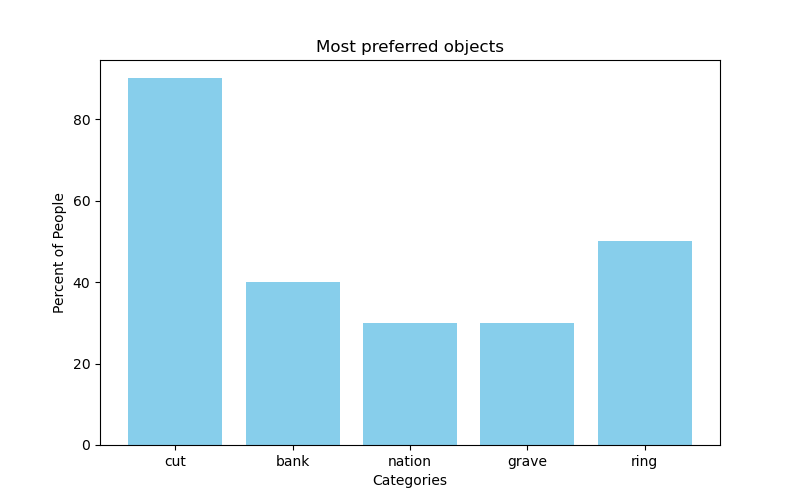 Most preferred objects
Percent of People
80
60
40
20
0
cut bank nation grave ring
Categories